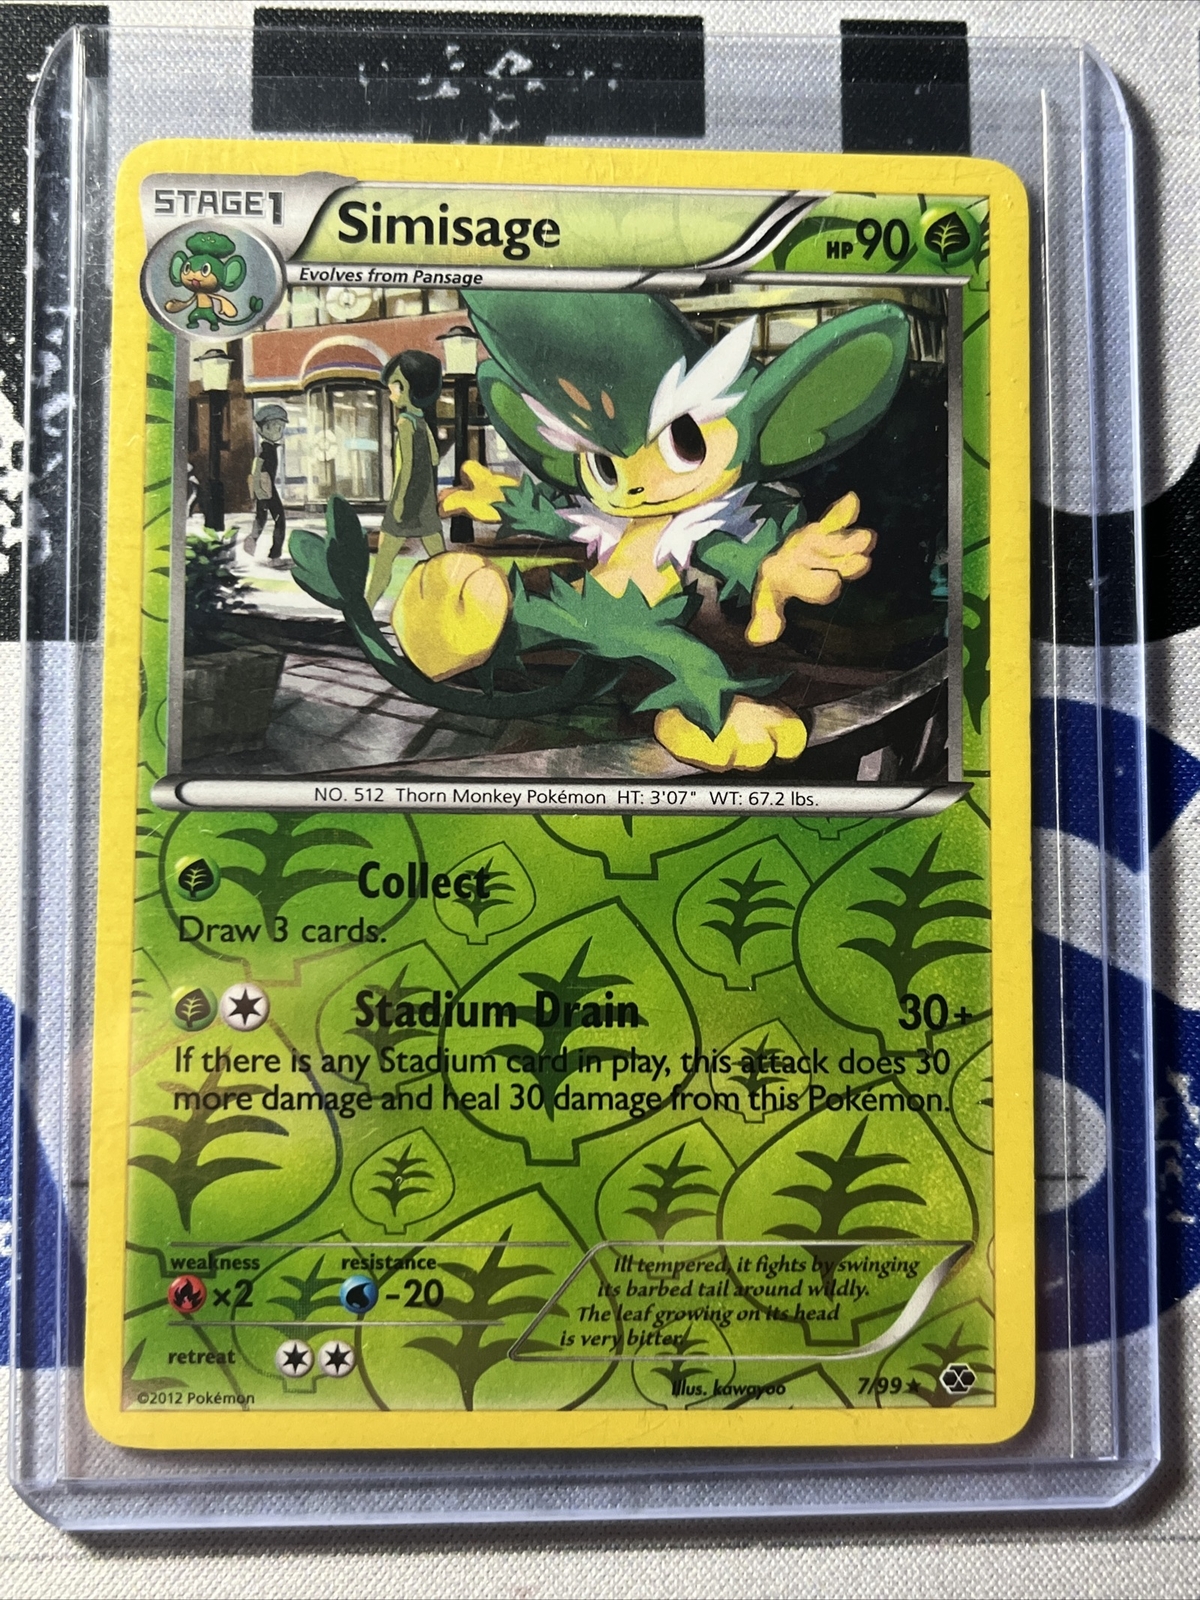 STAGE1
Simisage
HP 90
Evolves from Pansage
NO. 512 Thorn Monkey Pokémon HT: 3'07" WT: 67.2 lbs.
Collect
Draw 3 cards.
Stadium Drain 30+
If there is any Stadium card in play, this attack does 30
more damage and heal 30 damage from this Pokémon.
weakness resistance
×2 -20
retreat
Ill tempered, it fights by swinging
its barbed tail around wildly.
The leaf growing on its head
is very bitter.
©2012 Pokémon Illus. kawayoo 7/99 ★